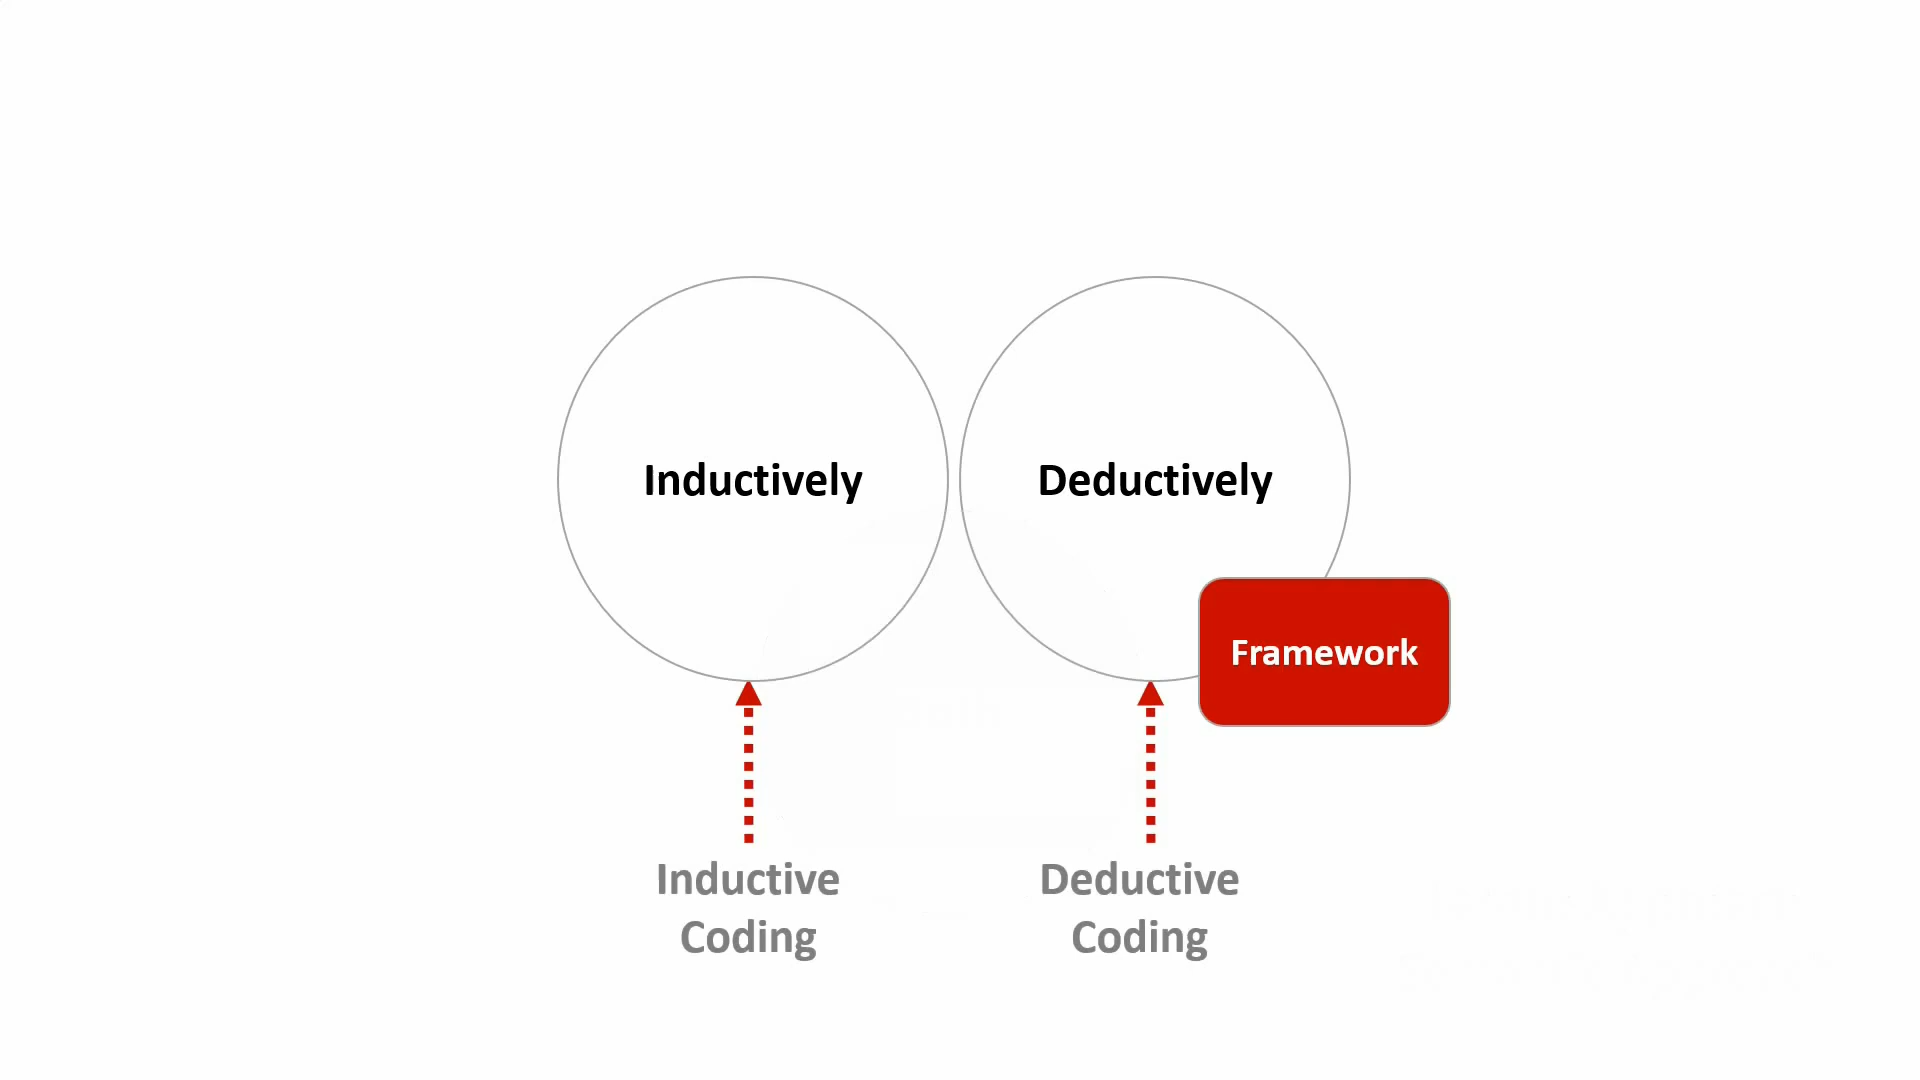 Inductively
Deductively
Framework
Inductive
Coding
Deductive
Coding